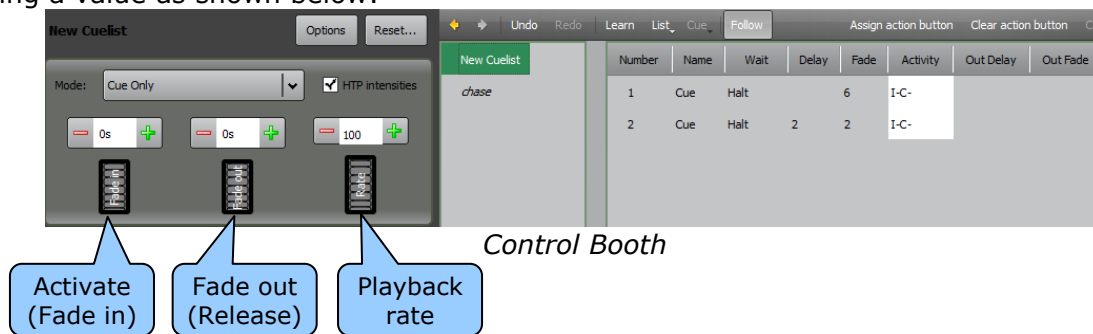 ing a value as shown below.
New Cuelist Options Reset...
Undo Redo Learn List Cue Follow Assign action button Clear action button C
New Cuelist
chase
Number Name Wait Delay Fade Activity Out Delay Out Fade
1 Cue Halt 6 I-C-
2 Cue Halt 2 2 I-C-
Mode: Cue Only HTP intensities
0s 0s 100
Fade in Fade out Rate
Control Booth
Activate
(Fade in)
Fade out
(Release)
Playback
rate